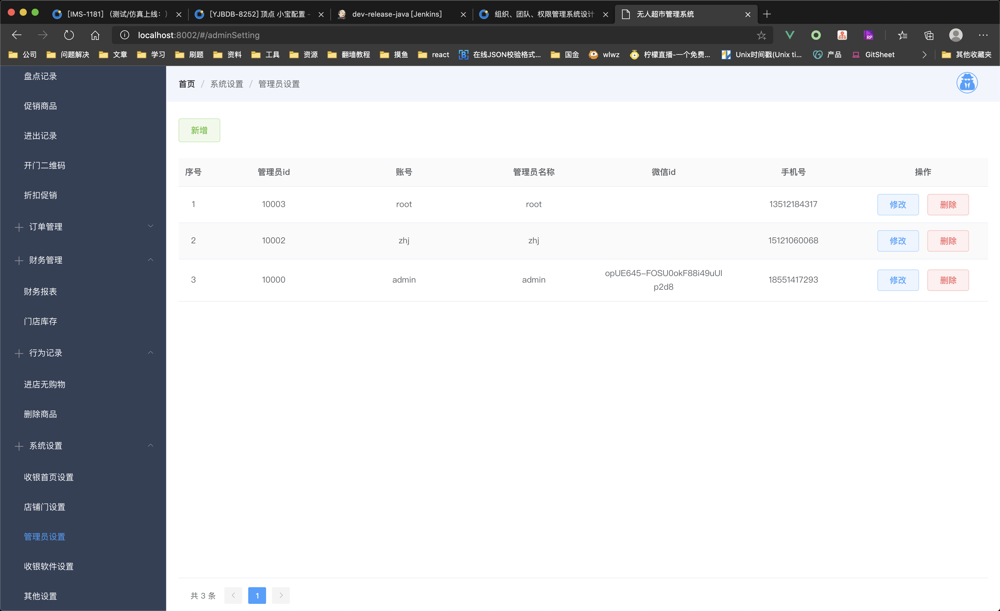 [IMS-1181]（测试/仿真上线：）
[YJBDB-8252] 顶点 小宝配置 -
dev-release-java [Jenkins]
组织、团队、权限管理系统设计
无人超市管理系统
localhost:8002/#/adminSetting
公司
问题解决
文章
学习
刷题
资料
工具
资源
翻墙教程
摸鱼
react
在线JSON校验格式...
国金
wlwz
柠檬直播-一个免费...
Unix时间戳(Unix ti...
产品
GitSheet
其他收藏夹
盘点记录
促销商品
进出记录
开门二维码
折扣促销
订单管理
财务管理
财务报表
门店库存
行为记录
进店无购物
删除商品
系统设置
收银首页设置
店铺门设置
管理员设置
收银软件设置
其他设置
首页 / 系统设置 / 管理员设置
新增
序号 管理员id 账号 管理员名称 微信id 手机号 操作
1 10003 root root 13512184317 修改 删除
2 10002 zhj zhj 15121060068 修改 删除
3 10000 admin admin opUE645-FOSU0okF88i49uUl
p2d8 18551417293 修改 删除
共 3 条 1